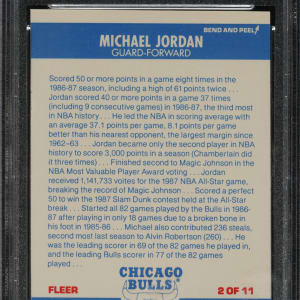 BEND AND PEEL
MICHAEL JORDAN
GUARD-FORWARD
Scored 50 or more points in a game eight times in the
1986-87 season, including a high of 61 points twice . . .
Jordan scored 40 or more points in a game 37 times
(including 9 consecutive games) in 1986-87, the third most
in NBA history . . . He led the NBA in scoring average with
an average 37.1 points per game, 8.1 points per game
better than his nearest opponent, the largest margin since
1962-63 . . . Jordan became only the second player in NBA
history to score 3,000 points in a season (Chamberlain did
it three times) . . . Finished second to Magic Johnson in the
NBA Most Valuable Player Award voting . . . Jordan
received 1,141,733 votes for the 1987 NBA All-Star game,
breaking the record of Magic Johnson . . . Scored a perfect
50 to win the 1987 Slam Dunk contest held at the All-Star
break . . . Started all 82 games played by the Bulls in 1986-
87 after playing in only 18 games due to a broken bone in
his foot in 1985-86 . . . Michael also contributed 236 steals,
second most last season to Alvin Robertson (260) . . . He
was the leading scorer in 69 of the 82 games he played in,
and the leading Bulls scorer in 77 of the 82 games
played . . .
CHICAGO
BULLS
FLEER
2 OF 11